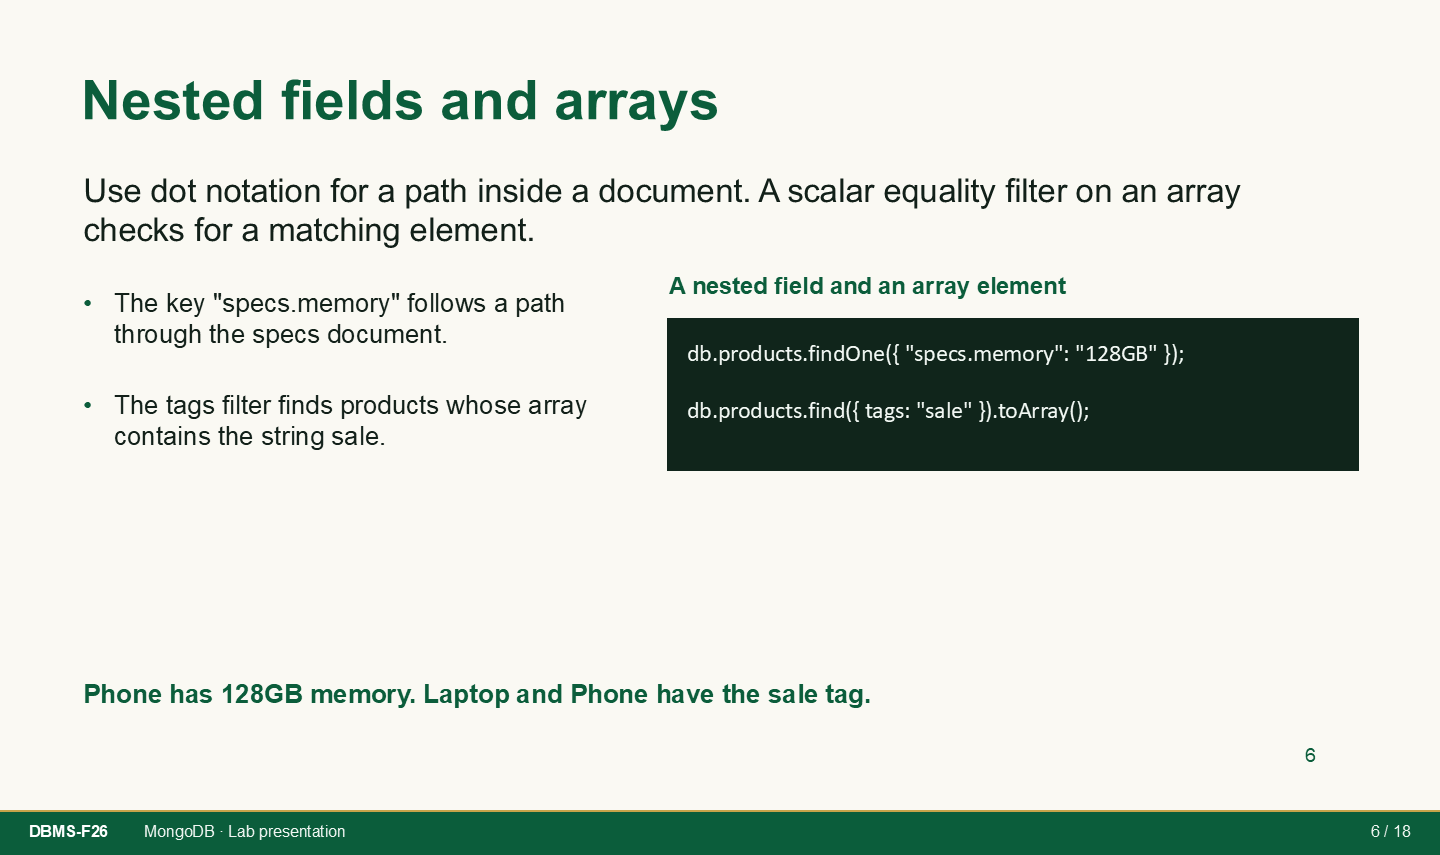 Nested fields and arrays
Use dot notation for a path inside a document. A scalar equality filter on an array
checks for a matching element.
• The key "specs.memory" follows a path
through the specs document.
• The tags filter finds products whose array
contains the string sale.
A nested field and an array element
db.products.findOne({ "specs.memory": "128GB" });
db.products.find({ tags: "sale" }).toArray();
Phone has 128GB memory. Laptop and Phone have the sale tag.
6
DBMS-F26 MongoDB · Lab presentation 6 / 18